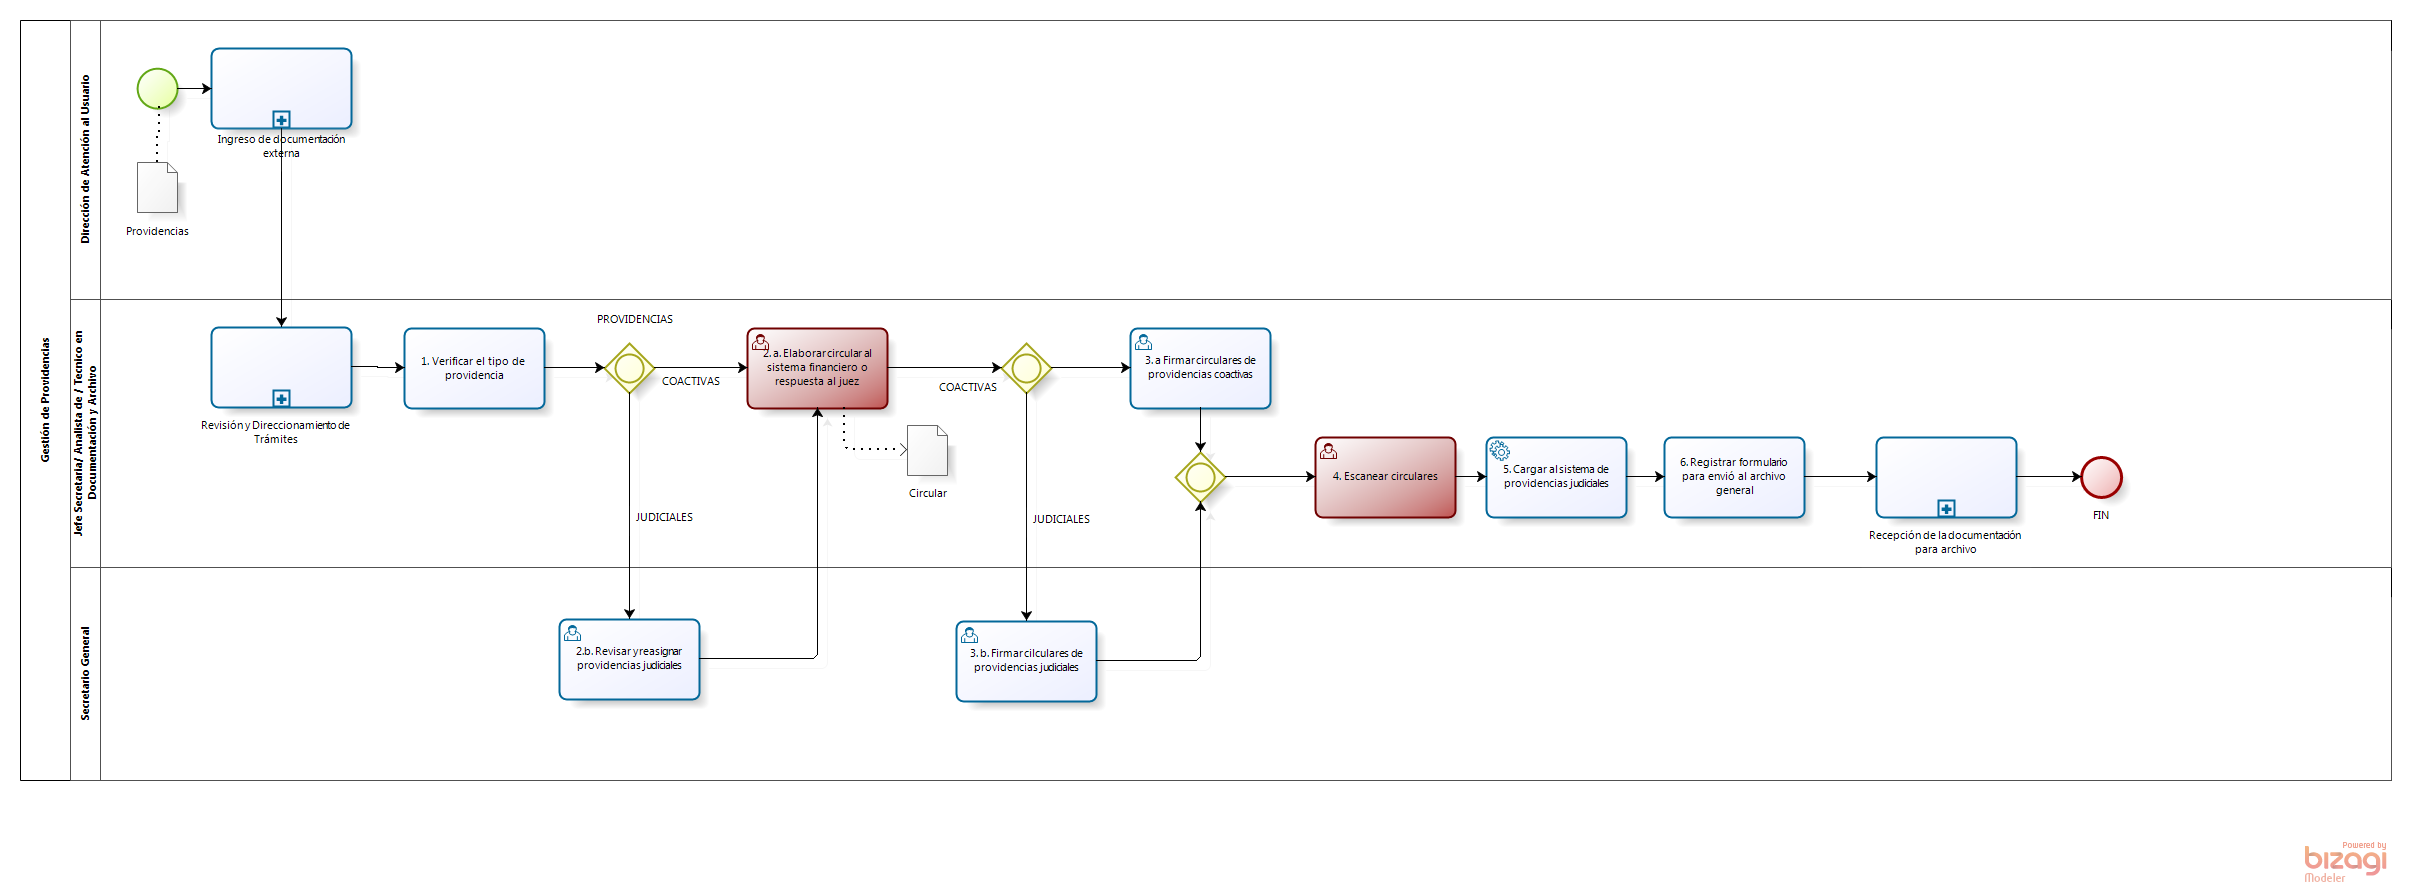 Gestión de Providencias
Dirección de Atención al Usuario
Ingreso de documentación
externa
Providencias
Jefe Secretaria/ Analista de / Tecnico en
Documentación y Archivo
Revisión y Direccionamiento de
Trámites
1. Verificar el tipo de
providencia
PROVIDENCIAS
COACTIVAS
JUDICIALES
2. a. Elaborar circular al
sistema financiero o
respuesta al juez
Circular
COACTIVAS
JUDICIALES
3. a Firmar circulares de
providencias coactivas
4. Escanear circulares
5. Cargar al sistema de
providencias judiciales
6. Registrar formulario
para envió al archivo
general
Recepción de la documentación
para archivo
FIN
Secretario General
2.b. Revisar y reasignar
providencias judiciales
3. b. Firmar cilculares de
providencias judiciales
Powered by
bizagi
Modeler